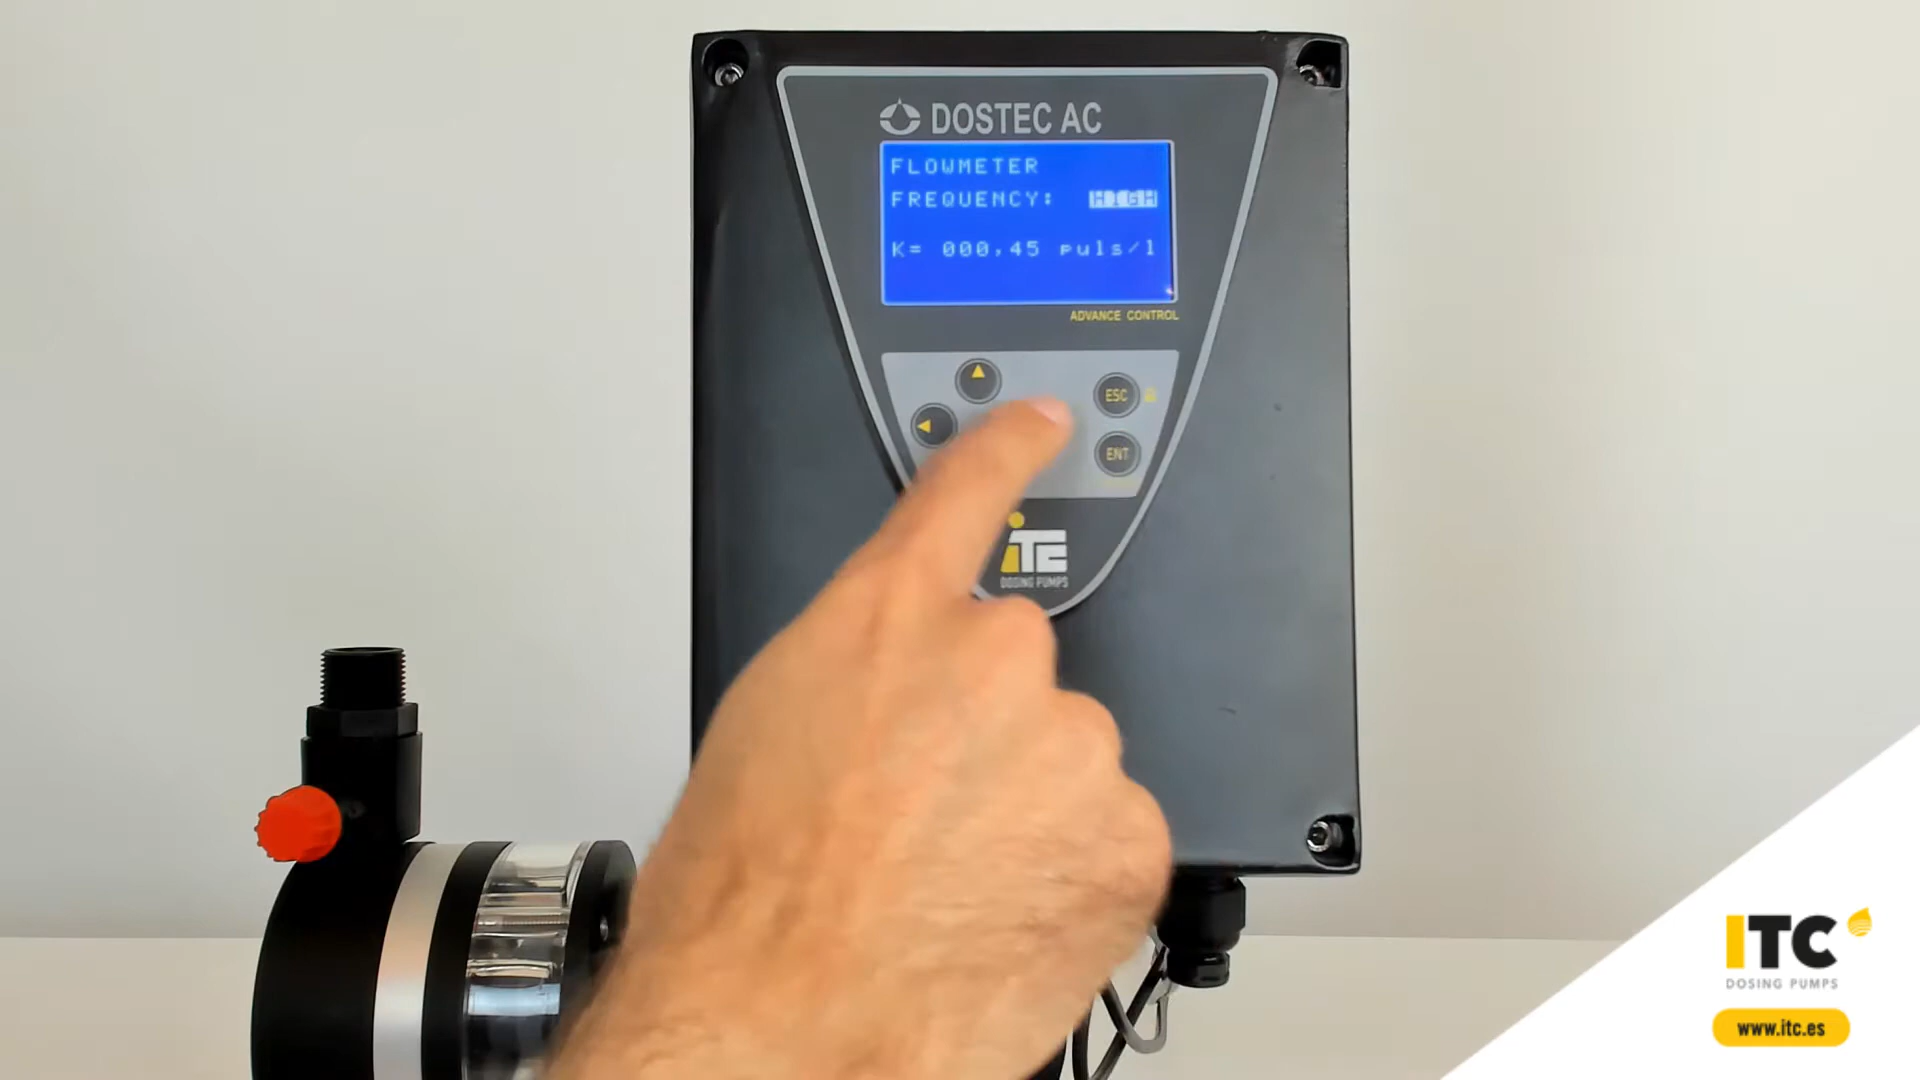 DOSTEC AC
FLOWMETER
FREQUENCY: HIGH
K= 000,45 puls/l
ADVANCE CONTROL
ESC
ENT
iTC
DOSING PUMPS
ITC
DOSING PUMPS
www.itc.es